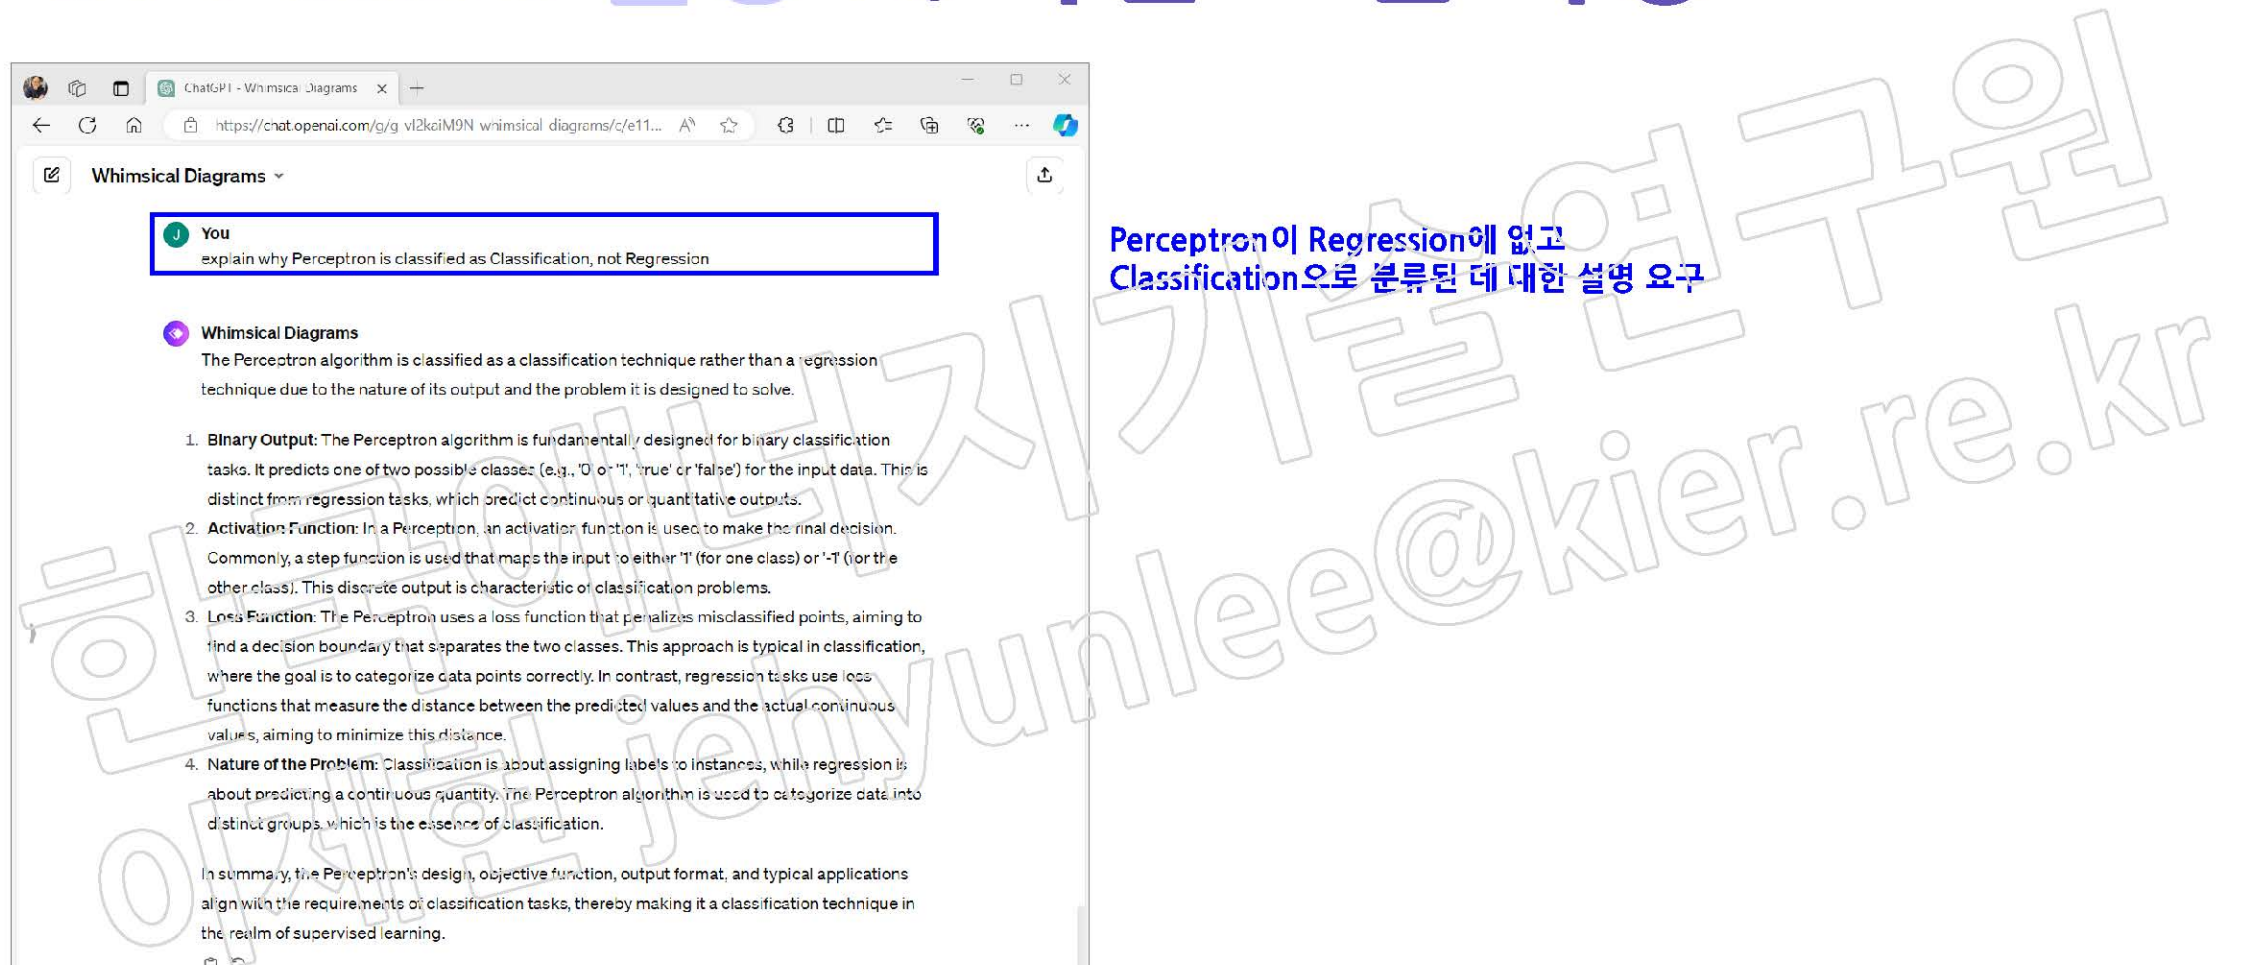 ChatGPT - Whimsical Diagrams
https://chat.openai.com/g/g-vI2kaiM9N-whimsical-diagrams/c/e11...
Whimsical Diagrams
You
explain why Perceptron is classified as Classification, not Regression
Perceptron이 Regression에 없고
Classification으로 분류된 데 대한 설명 요구
Whimsical Diagrams
The Perceptron algorithm is classified as a classification technique rather than a regression
technique due to the nature of its output and the problem it is designed to solve.
1. Binary Output: The Perceptron algorithm is fundamentally designed for binary classification
tasks. It predicts one of two possible classes (e.g., '0' or '1', 'true' or 'false') for the input data. This is
distinct from regression tasks, which predict continuous or quantitative outputs.
2. Activation Function: In a Perceptron, an activation function is used to make the final decision.
Commonly, a step function is used that maps the input to either '1' (for one class) or '-1' (for the
other class). This discrete output is characteristic of classification problems.
3. Loss Function: The Perceptron uses a loss function that penalizes misclassified points, aiming to
find a decision boundary that separates the two classes. This approach is typical in classification,
where the goal is to categorize data points correctly. In contrast, regression tasks use loss
functions that measure the distance between the predicted values and the actual continuous
values, aiming to minimize this distance.
4. Nature of the Problem: Classification is about assigning labels to instances, while regression is
about predicting a continuous quantity. The Perceptron algorithm is used to categorize data into
distinct groups, which is the essence of classification.
In summary, the Perceptron's design, objective function, output format, and typical applications
align with the requirements of classification tasks, thereby making it a classification technique in
the realm of supervised learning.
한국에너지기술연구원
이제현 jehyunlee@kier.re.kr